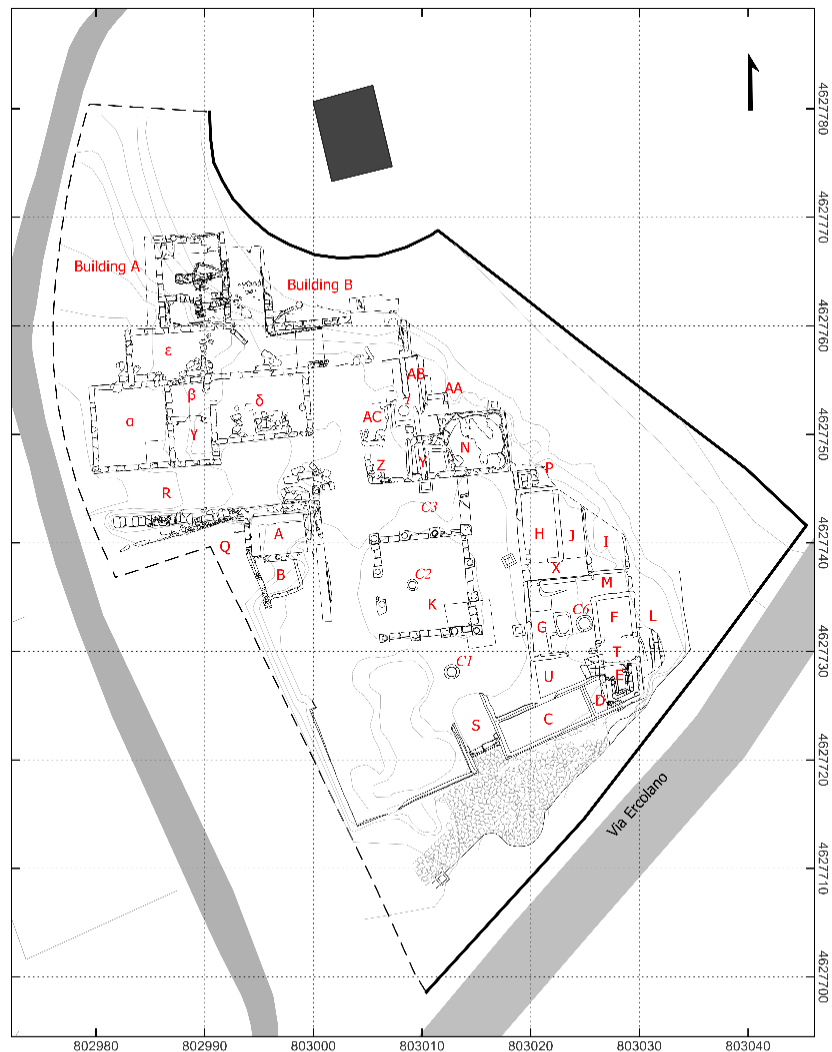 4627780
4627770
Building A
Building B
4627760
ε
AB
β
AA
α
δ
γ
AC
4627750
N
Z
Y
P
R
C3
A
H
J
I
Q
4627740
X
B
C2
M
K
C6
F
L
G
T
4627730
C1
E
U
D
S
C
4627720
Via Ercolano
4627710
4627700
802980
802990
803000
803010
803020
803030
803040